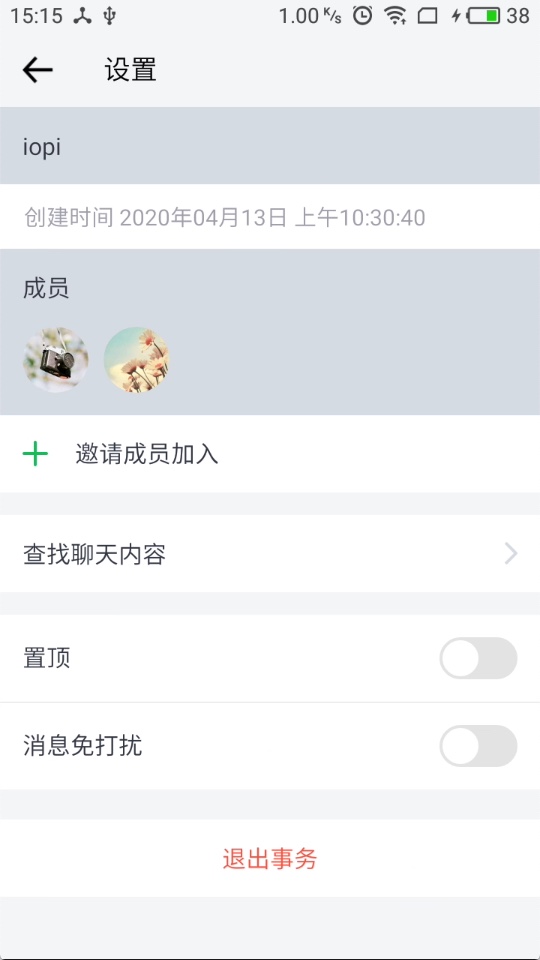 15:15 1.00 K/s 38
设置
iopi
创建时间 2020年04月13日 上午10:30:40
成员
邀请成员加入
查找聊天内容
置顶
消息免打扰
退出事务